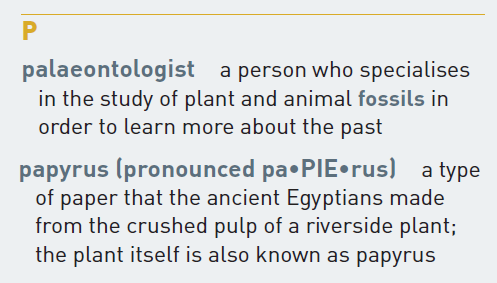 P
palaeontologist a person who specialises
in the study of plant and animal fossils in
order to learn more about the past
papyrus (pronounced pa•PIE•rus) a type
of paper that the ancient Egyptians made
from the crushed pulp of a riverside plant;
the plant itself is also known as papyrus